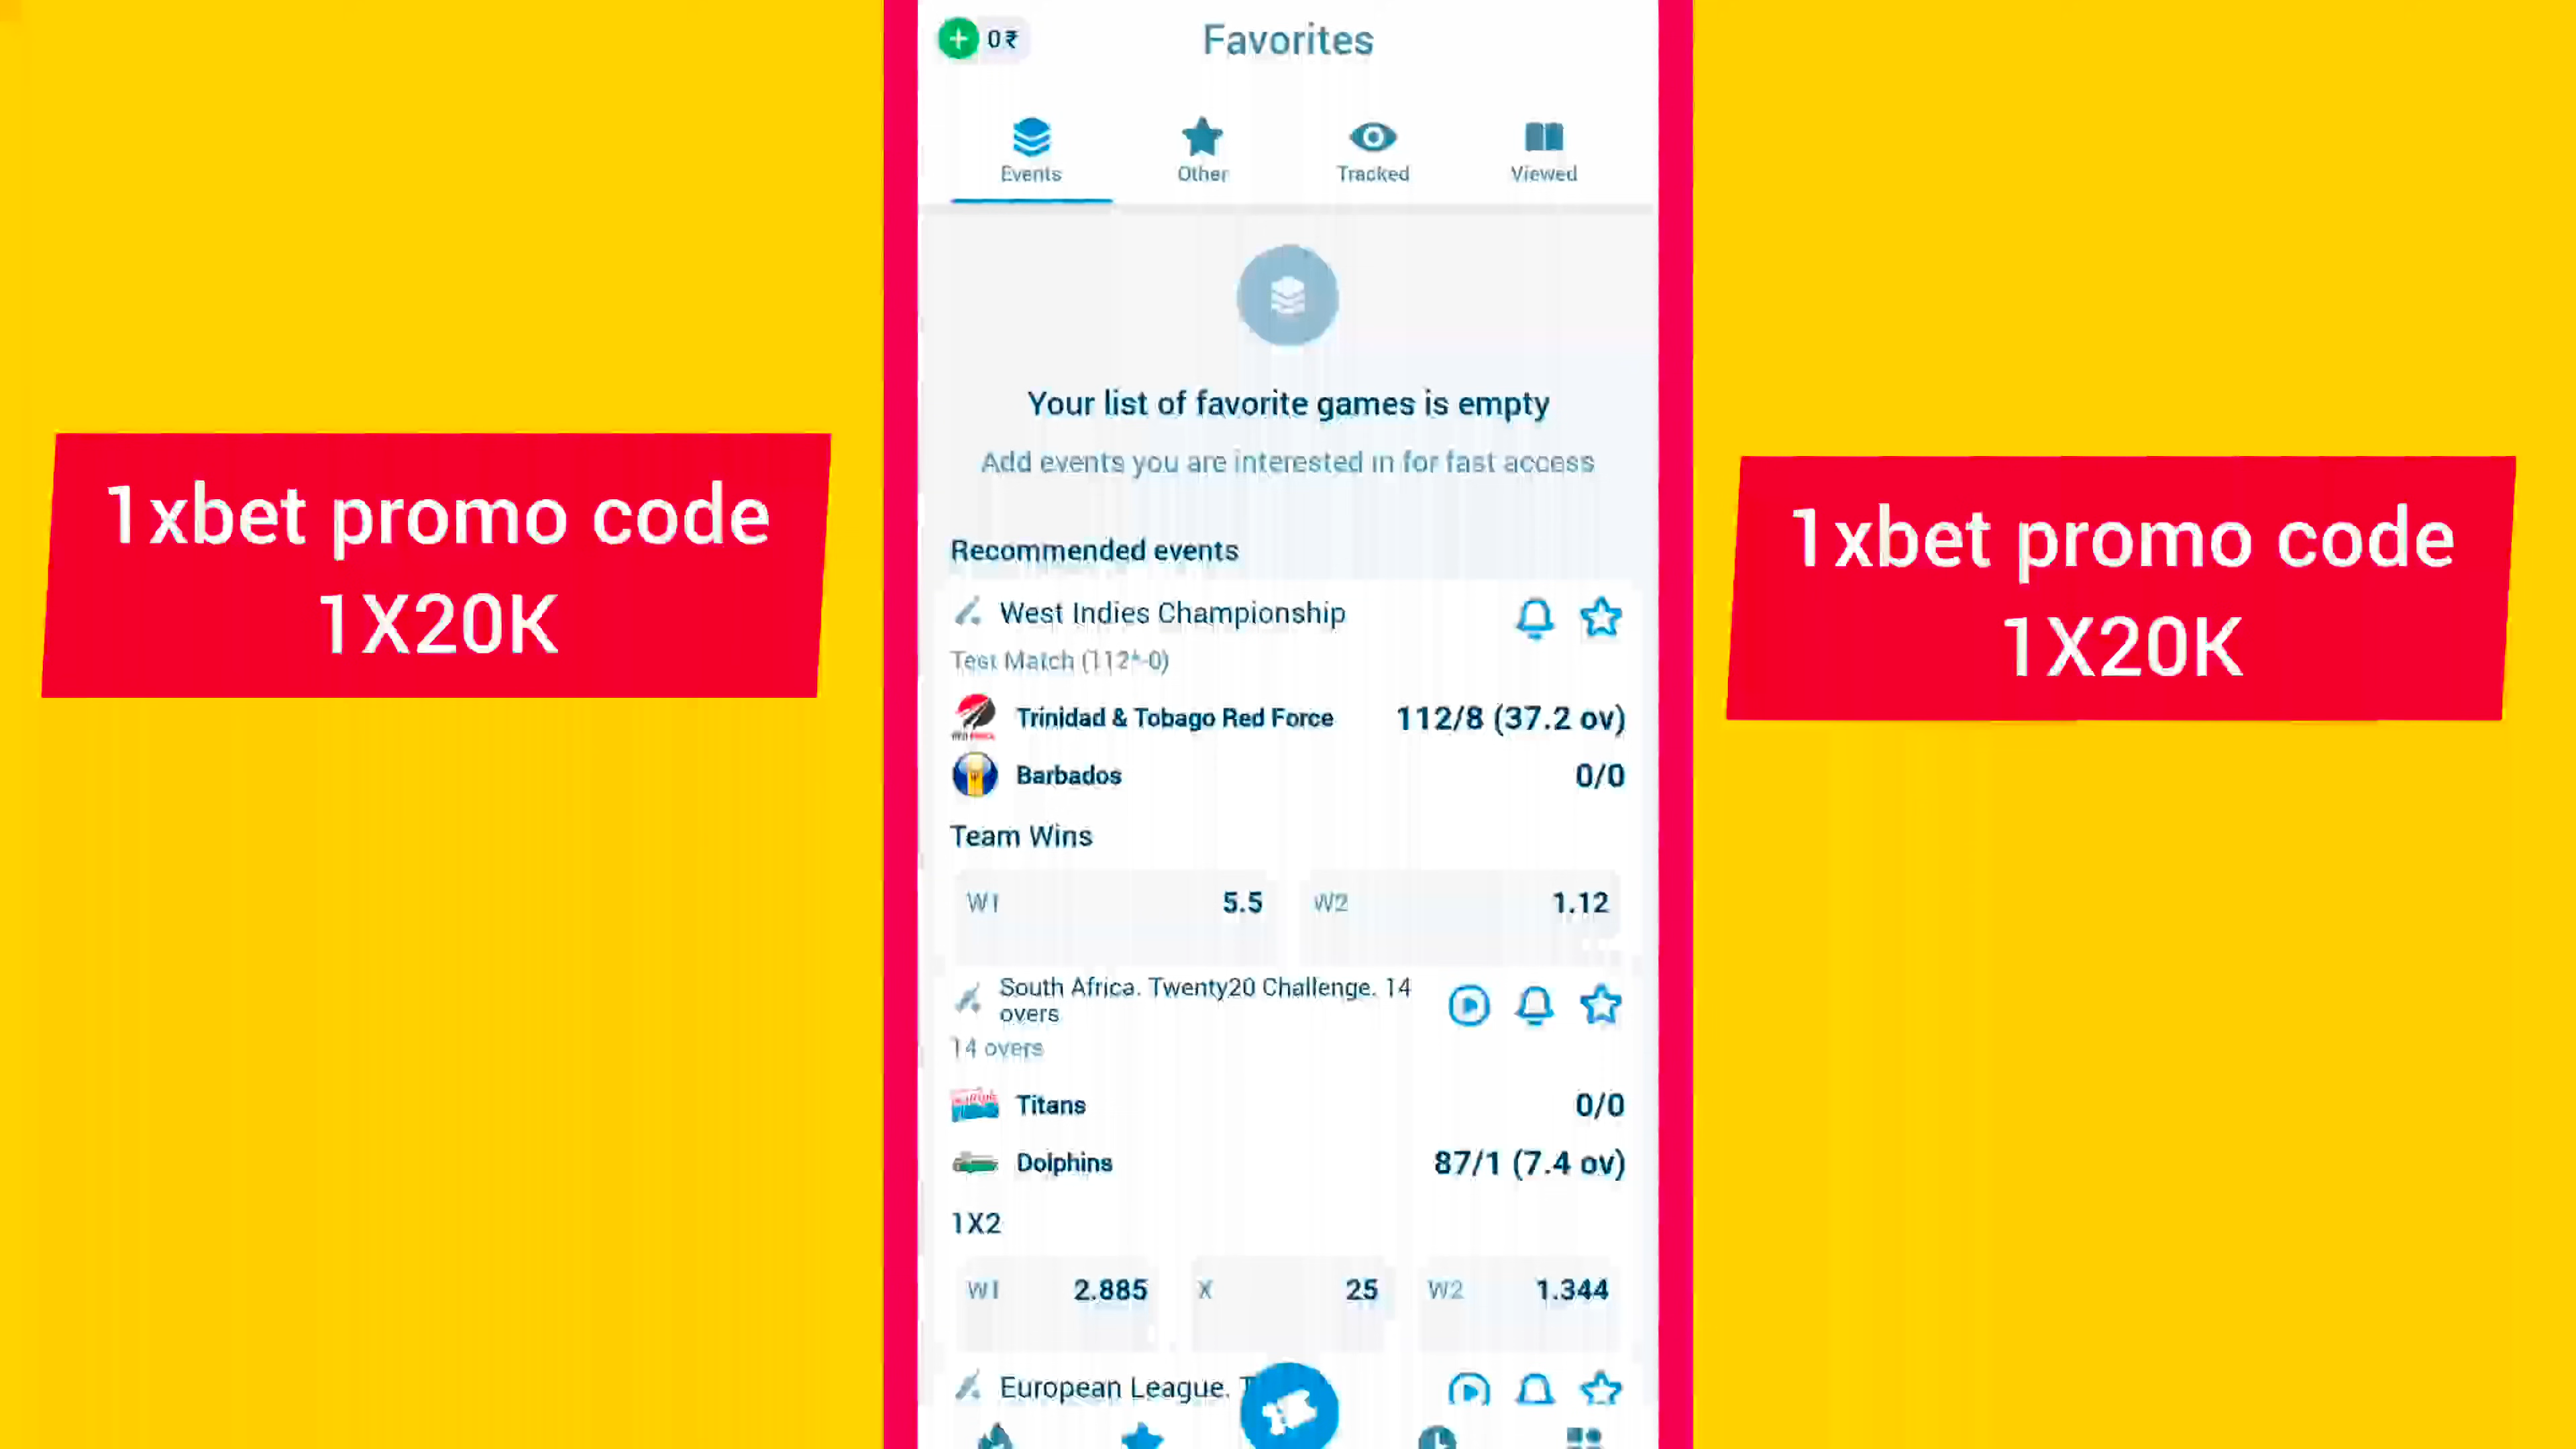 0₹
Favorites
Events
Other
Tracked
Viewed
Your list of favorite games is empty
Add events you are interested in for fast access
1xbet promo code
1X20K
1xbet promo code
1X20K
Recommended events
West Indies Championship
Test Match (112*-0)
Trinidad & Tobago Red Force 112/8 (37.2 ov)
Barbados 0/0
Team Wins
W1 5.5 W2 1.12
South Africa. Twenty20 Challenge. 14
overs
14 overs
Titans 0/0
Dolphins 87/1 (7.4 ov)
1X2
W1 2.885 X 25 W2 1.344
European League.